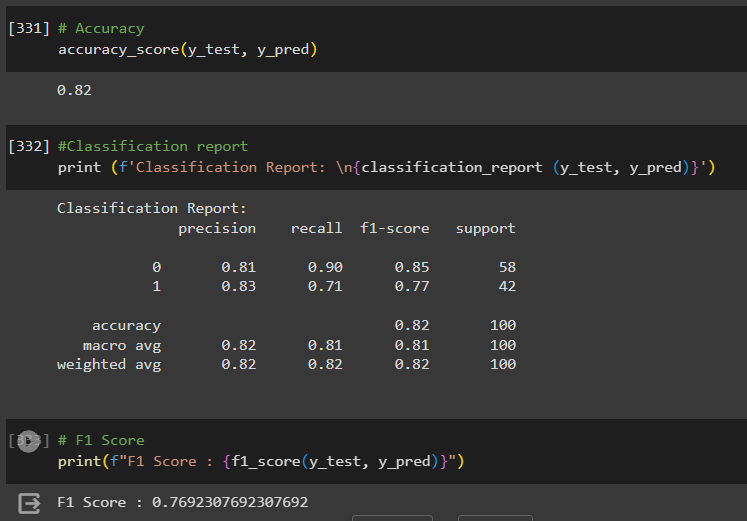 [331] # Accuracy
accuracy_score(y_test, y_pred)
0.82
[332] #Classification report
print (f'Classification Report: \n{classification_report (y_test, y_pred)}')
Classification Report:
precision recall f1-score support
0 0.81 0.90 0.85 58
1 0.83 0.71 0.77 42
accuracy 0.82 100
macro avg 0.82 0.81 0.81 100
weighted avg 0.82 0.82 0.82 100
# F1 Score
print(f"F1 Score : {f1_score(y_test, y_pred)}")
F1 Score : 0.7692307692307692